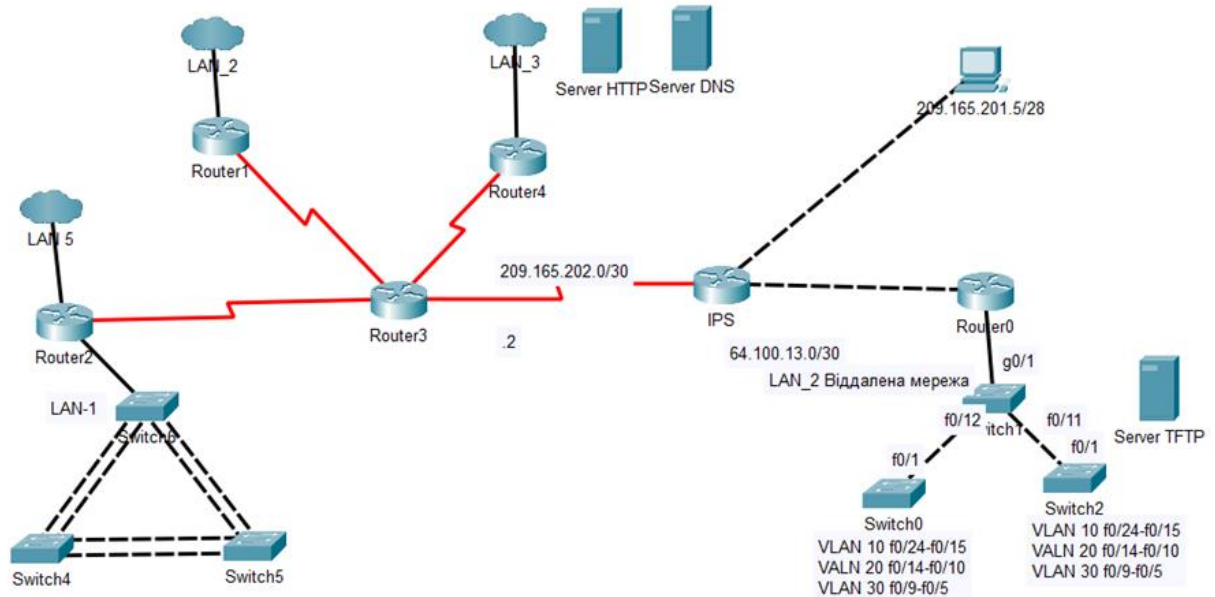 LAN_2
LAN_3
Server HTTP
Server DNS
209.165.201.5/28
Router1
Router4
LAN 5
209.165.202.0/30
Router3
IPS
Router0
Router2
.2
64.100.13.0/30
g0/1
LAN_2 Віддалена мережа
LAN-1
Switch6
f0/12
itch1
f0/11
Server TFTP
f0/1
f0/1
Switch0
Switch2
VLAN 10 f0/24-f0/15
VALN 20 f0/14-f0/10
VLAN 30 f0/9-f0/5
VLAN 10 f0/24-f0/15
VALN 20 f0/14-f0/10
VLAN 30 f0/9-f0/5
Switch4
Switch5